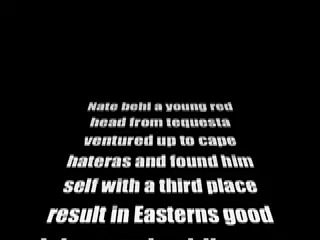 Nate behl a young red
head from tequesta
ventured up to cape
hateras and found him
self with a third place
result in Easterns good